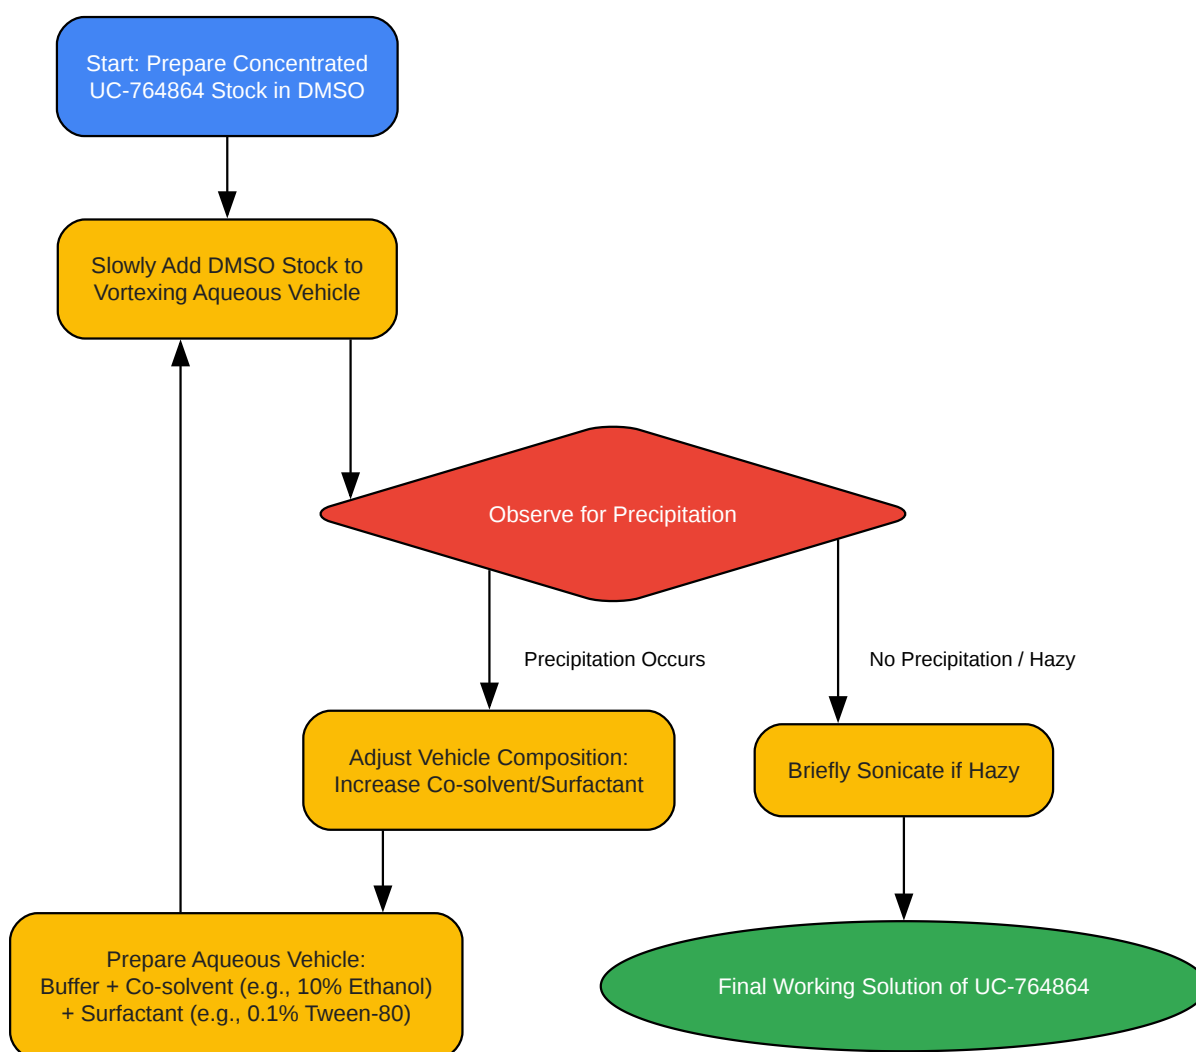 Start: Prepare Concentrated
UC-764864 Stock in DMSO
Slowly Add DMSO Stock to
Vortexing Aqueous Vehicle
Observe for Precipitation
Precipitation Occurs
No Precipitation / Hazy
Adjust Vehicle Composition:
Increase Co-solvent/Surfactant
Briefly Sonicate if Hazy
Prepare Aqueous Vehicle:
Buffer + Co-solvent (e.g., 10% Ethanol)
+ Surfactant (e.g., 0.1% Tween-80)
Final Working Solution of UC-764864